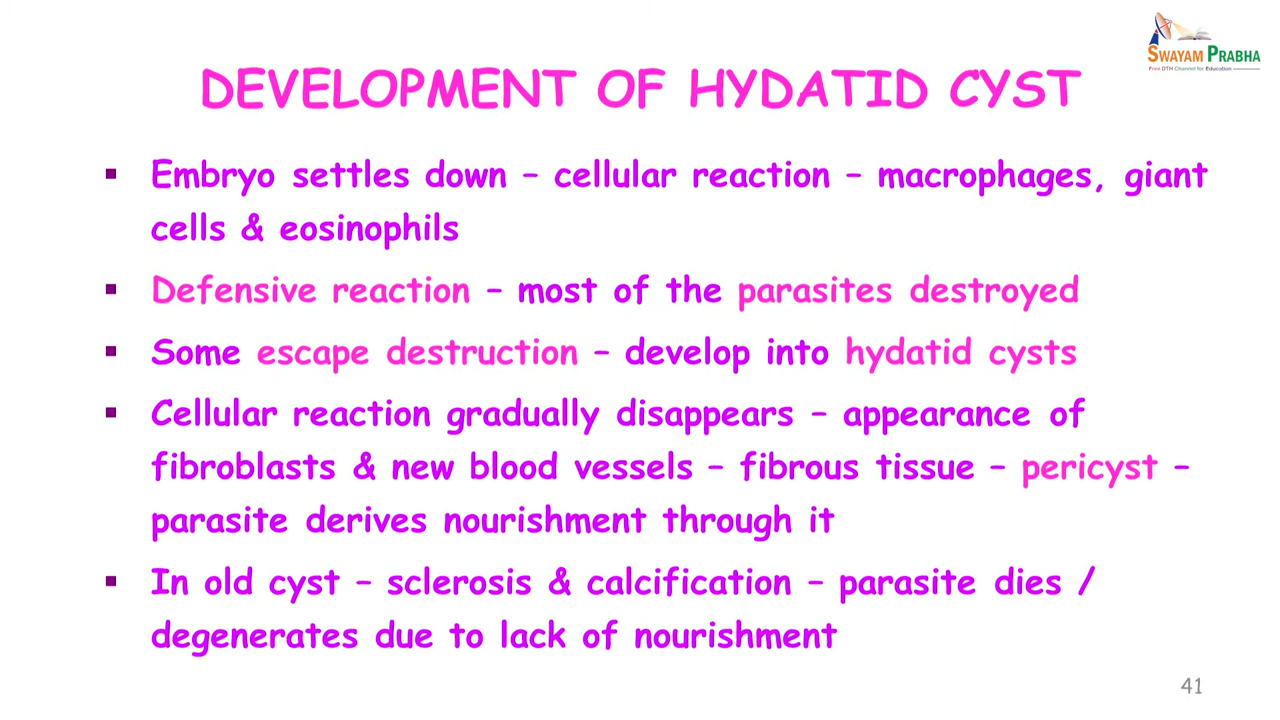 SWAYAM PRABHA
Free DTH Channel for Education
DEVELOPMENT OF HYDATID CYST
▪ Embryo settles down – cellular reaction – macrophages, giant
cells & eosinophils
▪ Defensive reaction – most of the parasites destroyed
▪ Some escape destruction – develop into hydatid cysts
▪ Cellular reaction gradually disappears – appearance of
fibroblasts & new blood vessels – fibrous tissue – pericyst –
parasite derives nourishment through it
▪ In old cyst – sclerosis & calcification – parasite dies /
degenerates due to lack of nourishment
41